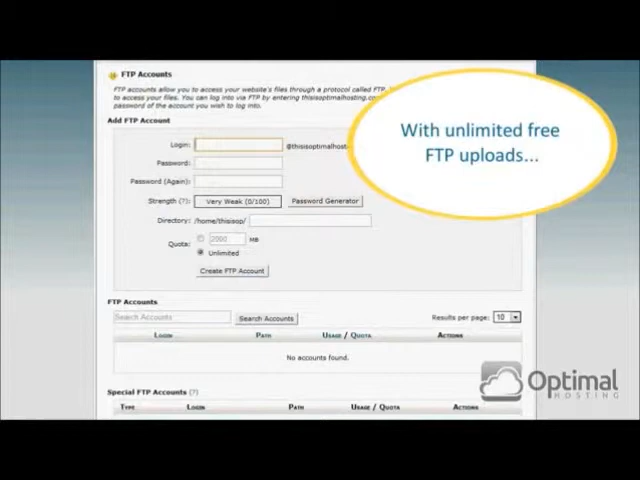 FTP Accounts
FTP accounts allow you to access your website's files through a protocol called FTP.
to access your files. You can log into FTP by entering thisisoptimalhosting.co
password of the account you wish to log into.
With unlimited free
FTP uploads...
Add FTP Account
Login: @thisisoptimalhost
Password:
Password (Again):
Strength (?): Very Weak (0/100) Password Generator
Directory: /home/thisisop/
Quota: 2000 MB
Unlimited
Create FTP Account
FTP Accounts
Search Accounts Search Accounts Results per page: 10
Login Path Usage / Quota Actions
No accounts found.
Special FTP Accounts (?)
Type Login Path Usage / Quota Actions
Optimal
HOSTING